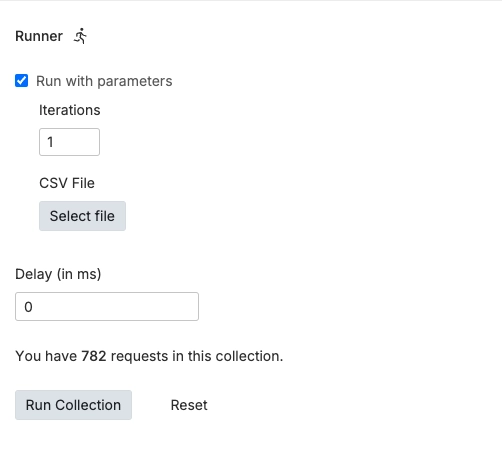 Runner
Run with parameters
Iterations
1
CSV File
Select file
Delay (in ms)
0
You have 782 requests in this collection.
Run Collection
Reset